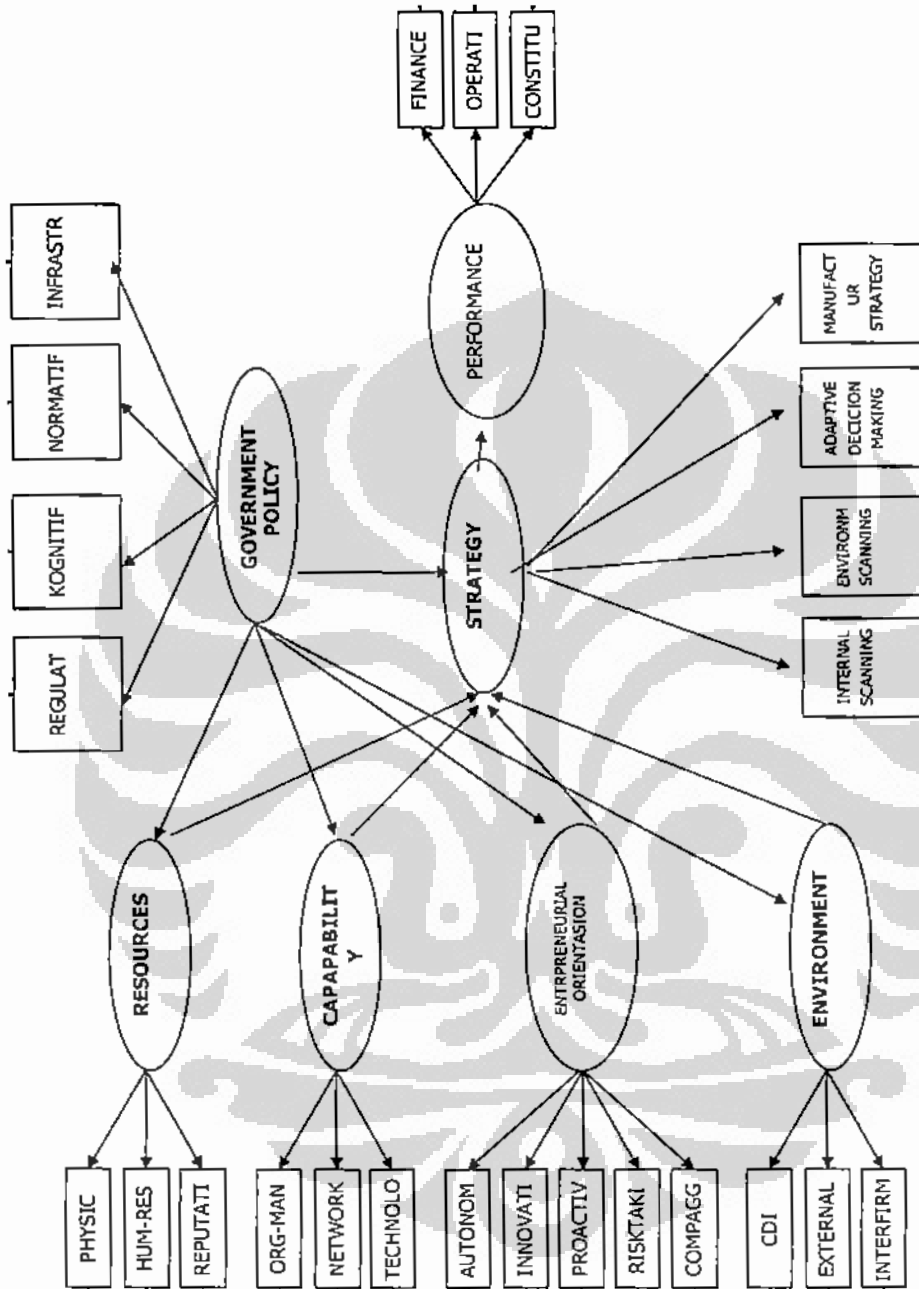 INFRASTR
NORMATIF
KOGNITIF
REGULAT
GOVERNMENT
POLICY
FINANCE
OPERATI
CONSTITU
PERFORMANCE
STRATEGY
MANUFACT
UR
STRATEGY
ADAPTIVE
DECICION
MAKING
ENVIRONM
SCANNING
INTERNAL
SCANNING
RESOURCES
CAPAPABILIT
Y
ENTRPRENEURIAL
ORIENTASION
ENVIRONMENT
PHYSIC
HUM-RES
REPUTATI
ORG-MAN
NETWORK
TECHNOLO
AUTONOM
INNOVATI
PROACTIV
RISKTAKI
COMPAGG
CDI
EXTERNAL
INTERFIRM